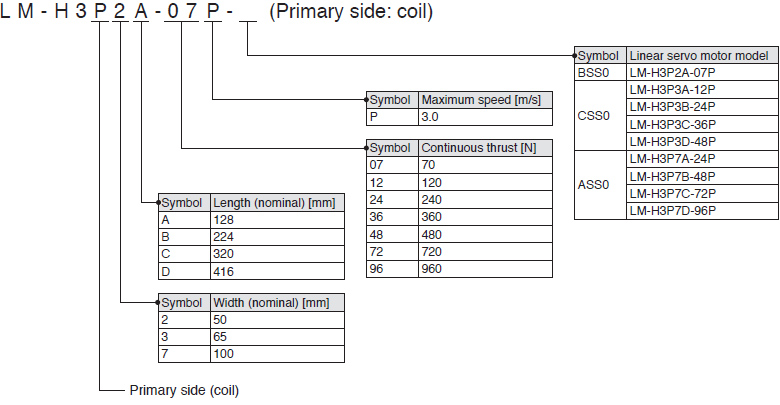 LM-H3P2A-07P-_ (Primary side: coil)
Symbol Linear servo motor model
BSS0 LM-H3P2A-07P
CSS0 LM-H3P3A-12P
LM-H3P3B-24P
LM-H3P3C-36P
LM-H3P3D-48P
ASS0 LM-H3P7A-24P
LM-H3P7B-48P
LM-H3P7C-72P
LM-H3P7D-96P
Symbol Maximum speed [m/s]
P 3.0
Symbol Continuous thrust [N]
07 70
12 120
24 240
36 360
48 480
72 720
96 960
Symbol Length (nominal) [mm]
A 128
B 224
C 320
D 416
Symbol Width (nominal) [mm]
2 50
3 65
7 100
Primary side (coil)